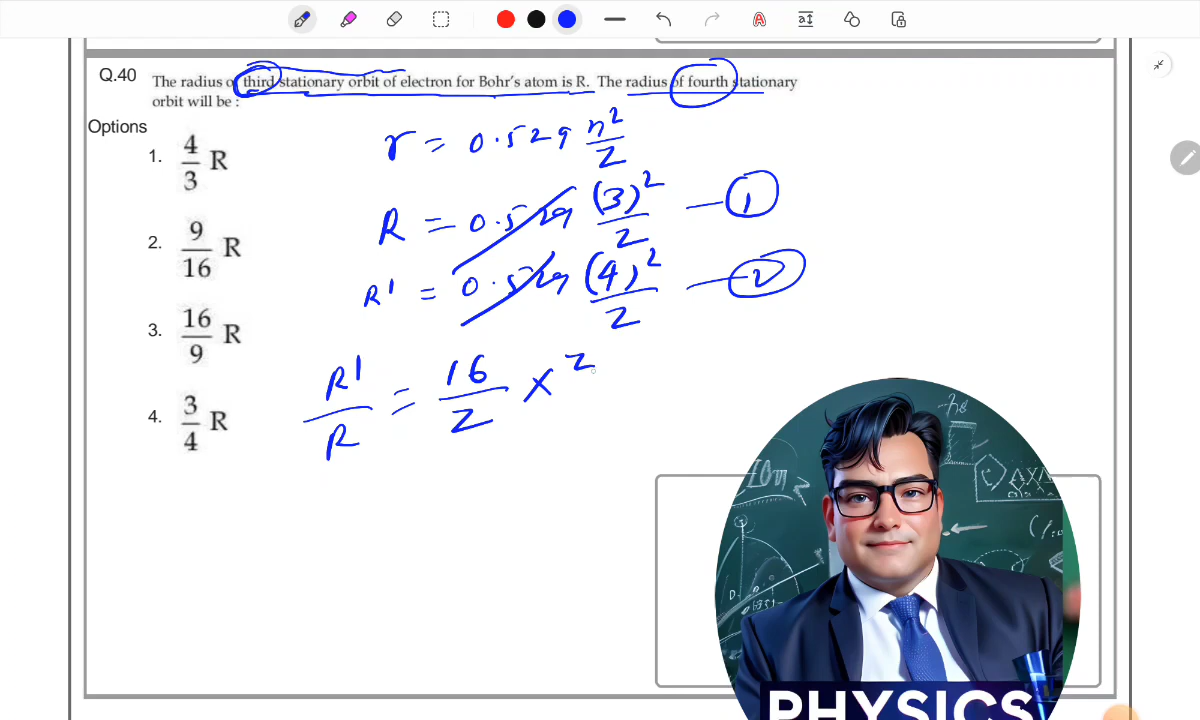 Q.40 The radius of third stationary orbit of electron for Bohr's atom is R. The radius of fourth stationary
orbit will be :
Options
1. 4/3 R
2. 9/16 R
3. 16/9 R
4. 3/4 R
r = 0.529 n²/Z
R = 0.529 (3)²/Z — 1
R' = 0.529 (4)²/Z — 2
R'/R = 16/Z × Z
PHYSICS